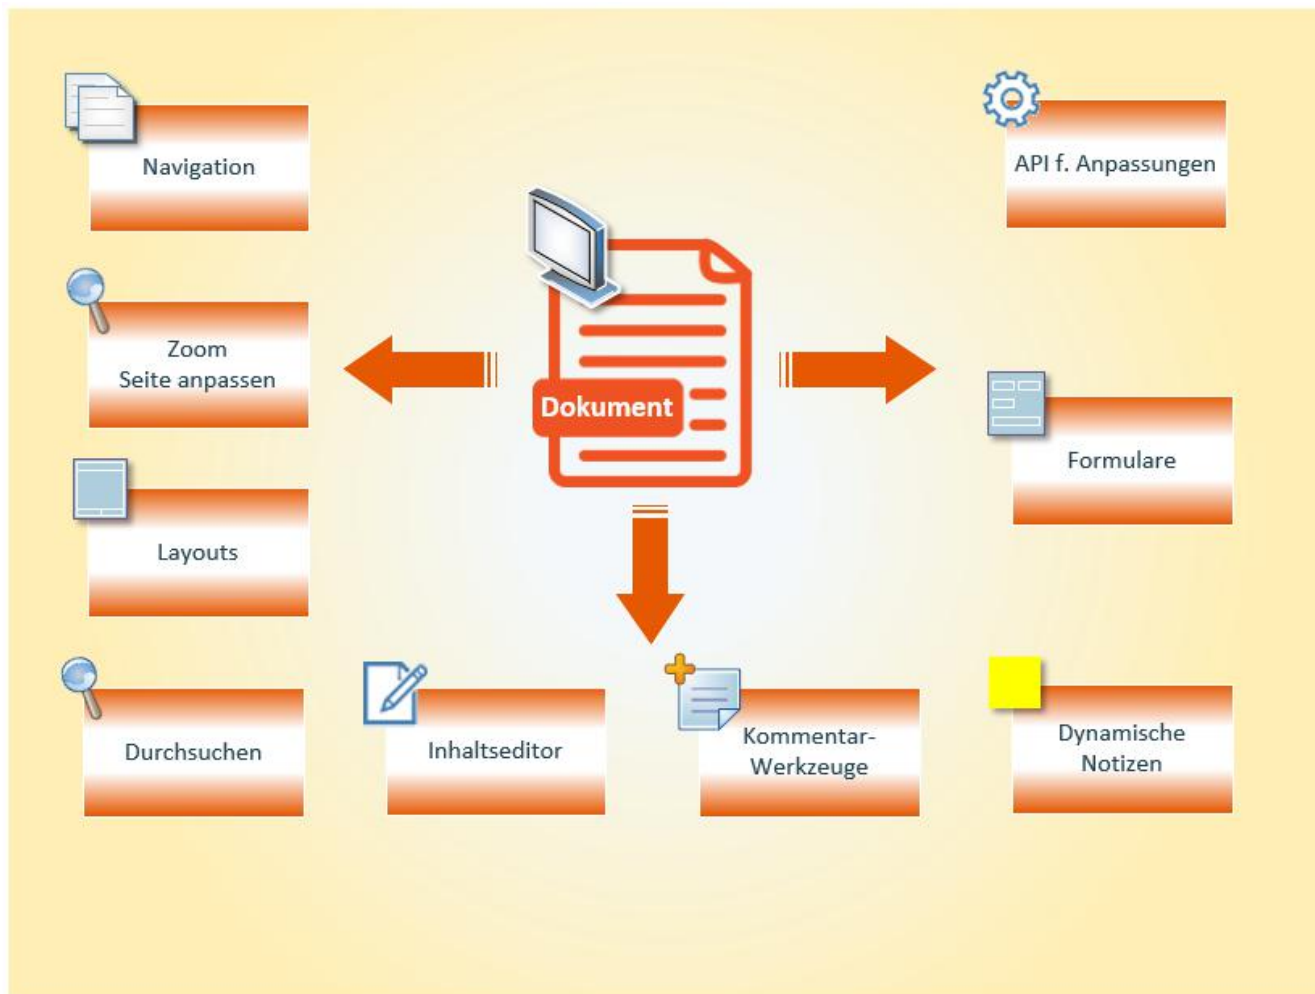 Navigation
API f. Anpassungen
Zoom
Seite anpassen
Dokument
Formulare
Layouts
Durchsuchen
Inhaltseditor
Kommentar-
Werkzeuge
Dynamische
Notizen